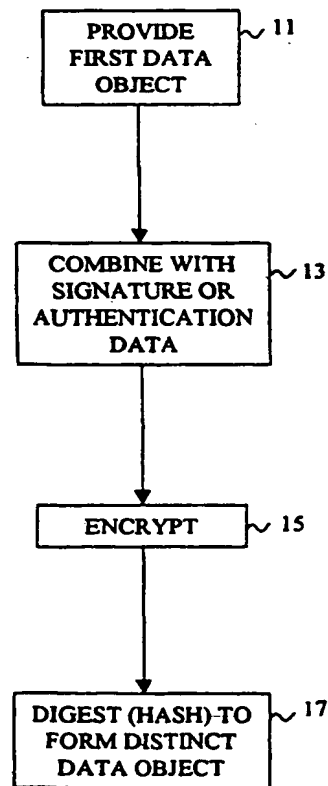 PROVIDE
FIRST DATA
OBJECT
11
COMBINE WITH
SIGNATURE OR
AUTHENTICATION
DATA
13
ENCRYPT
15
DIGEST (HASH)-TO
FORM DISTINCT
DATA OBJECT
17